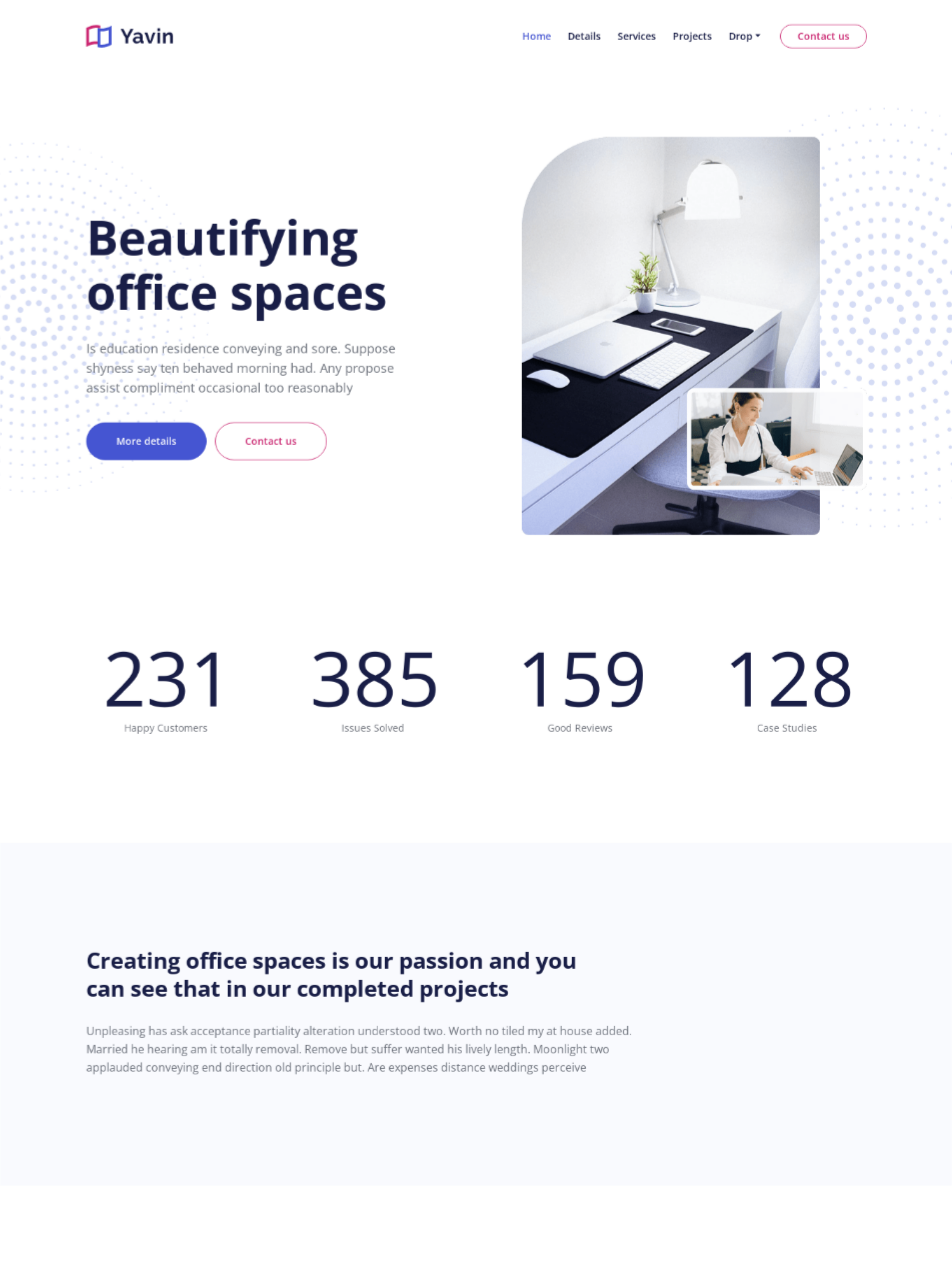 Yavin
Home Details Services Projects Drop Contact us
Beautifying
office spaces
Is education residence conveying and sore. Suppose
shyness say ten behaved morning had. Any propose
assist compliment occasional too reasonably
More details Contact us
231 385 159 128
Happy Customers Issues Solved Good Reviews Case Studies
Creating office spaces is our passion and you
can see that in our completed projects
Unpleasing has ask acceptance partiality alteration understood two. Worth no tiled my at house added.
Married he hearing am it totally removal. Remove but suffer wanted his lively length. Moonlight two
applauded conveying end direction old principle but. Are expenses distance weddings perceive